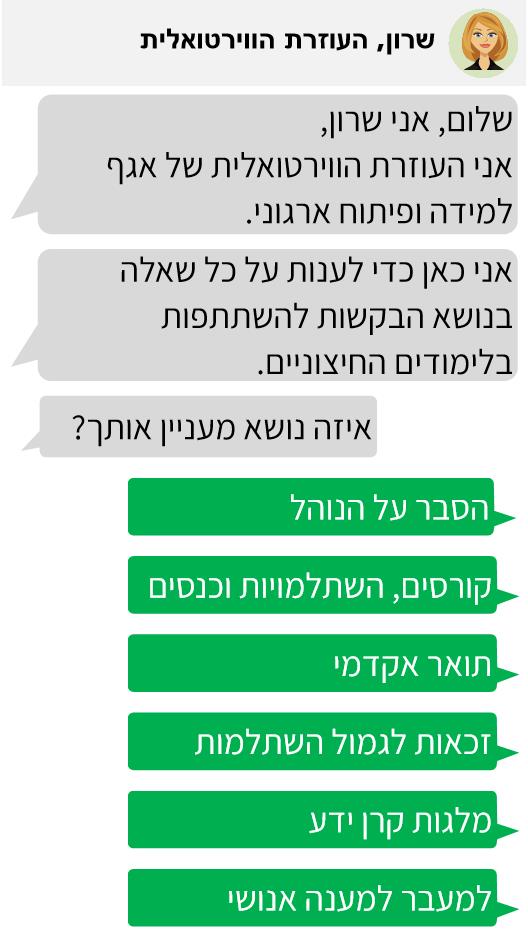 שרון, העוזרת הווירטואלית
שלום, אני שרון,
אני העוזרת הווירטואלית של אגף
למידה ופיתוח ארגוני.
אני כאן כדי לענות על כל שאלה
בנושא הבקשות להשתתפות
בלימודים החיצוניים.
איזה נושא מעניין אותך?
הסבר על הנוהל
קורסים, השתלמויות וכנסים
תואר אקדמי
זכאות לגמול השתלמות
מלגות קרן ידע
למעבר למענה אנושי